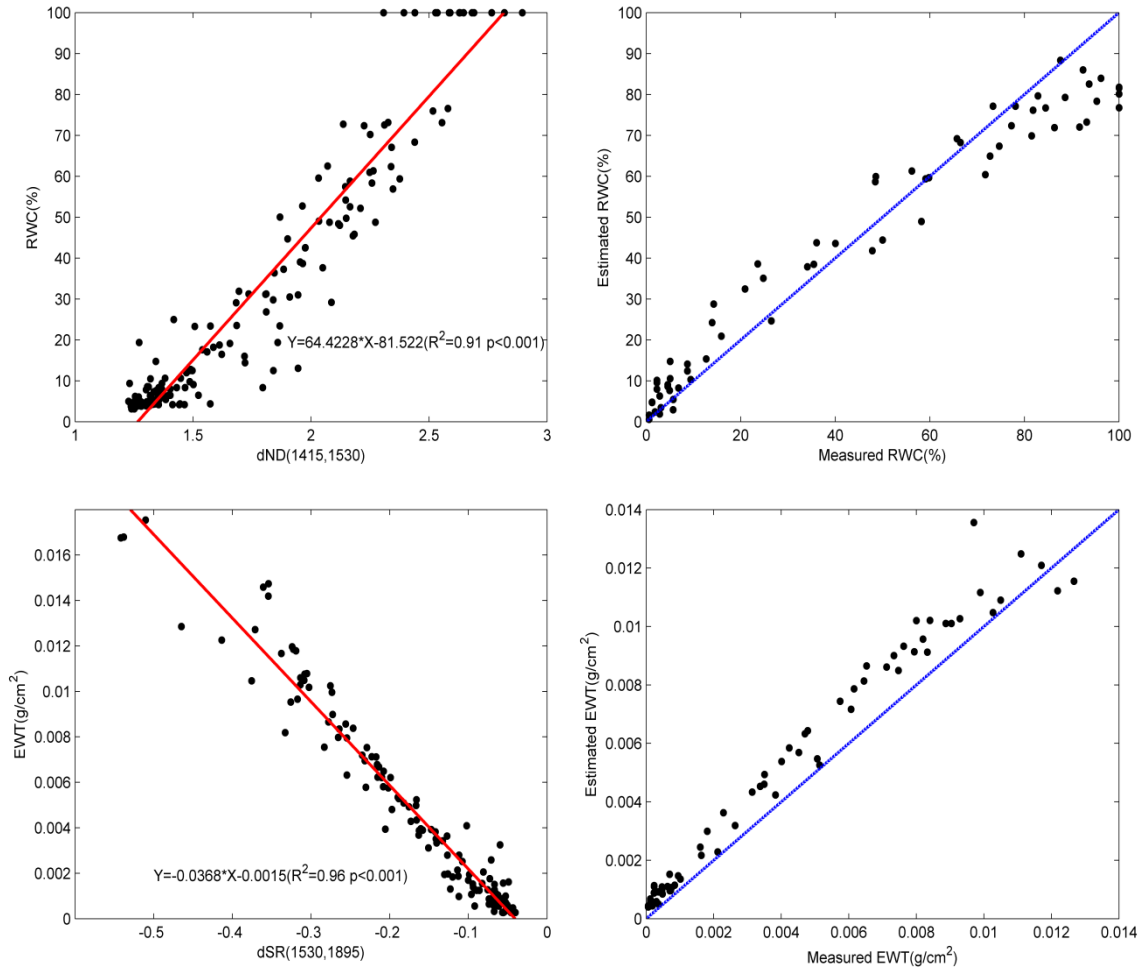 100
90
80
70
60
50
40
30
20
10
0
RWC(%)
Y=64.4228*X-81.522(R²=0.91 p<0.001)
1 1.5 2 2.5 3
dND(1415,1530)
100
90
80
70
60
50
40
30
20
10
0
Estimated RWC(%)
0 20 40 60 80 100
Measured RWC(%)
0.016
0.014
0.012
0.01
0.008
0.006
0.004
0.002
0
EWT(g/cm²)
Y=-0.0368*X-0.0015(R²=0.96 p<0.001)
-0.5 -0.4 -0.3 -0.2 -0.1 0
dSR(1530,1895)
0.014
0.012
0.01
0.008
0.006
0.004
0.002
0
Estimated EWT(g/cm²)
0 0.002 0.004 0.006 0.008 0.01 0.012 0.014
Measured EWT(g/cm²)